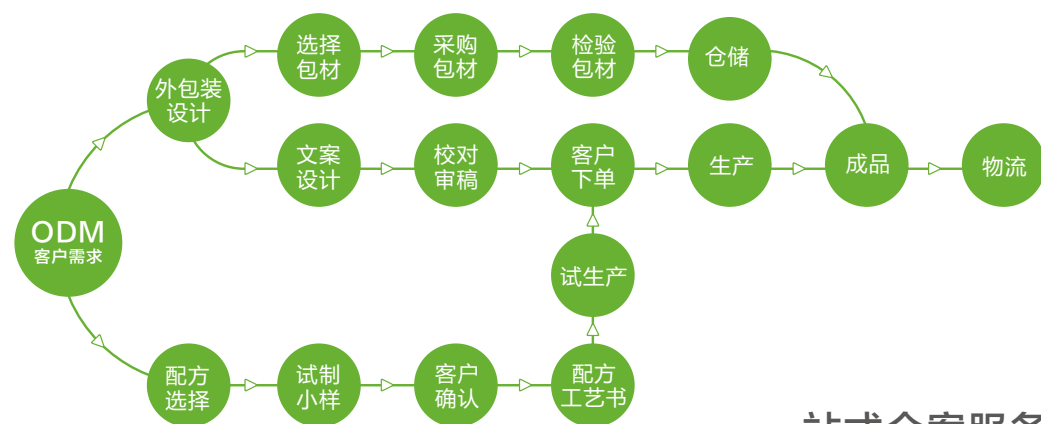 选择
包材
采购
包材
检验
包材
仓储
外包装
设计
文案
设计
校对
审稿
客户
下单
生产
成品
物流
ODM
客户需求
试生产
配方
选择
试制
小样
客户
确认
配方
工艺书